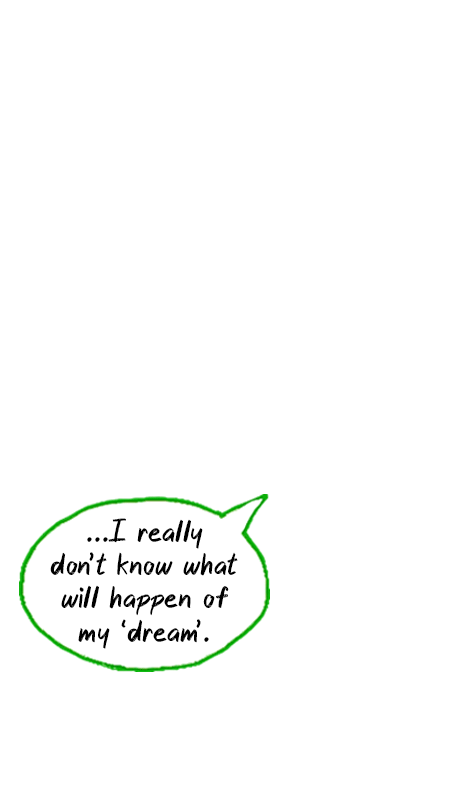 ...I really
don't know what
will happen of
my 'dream'.